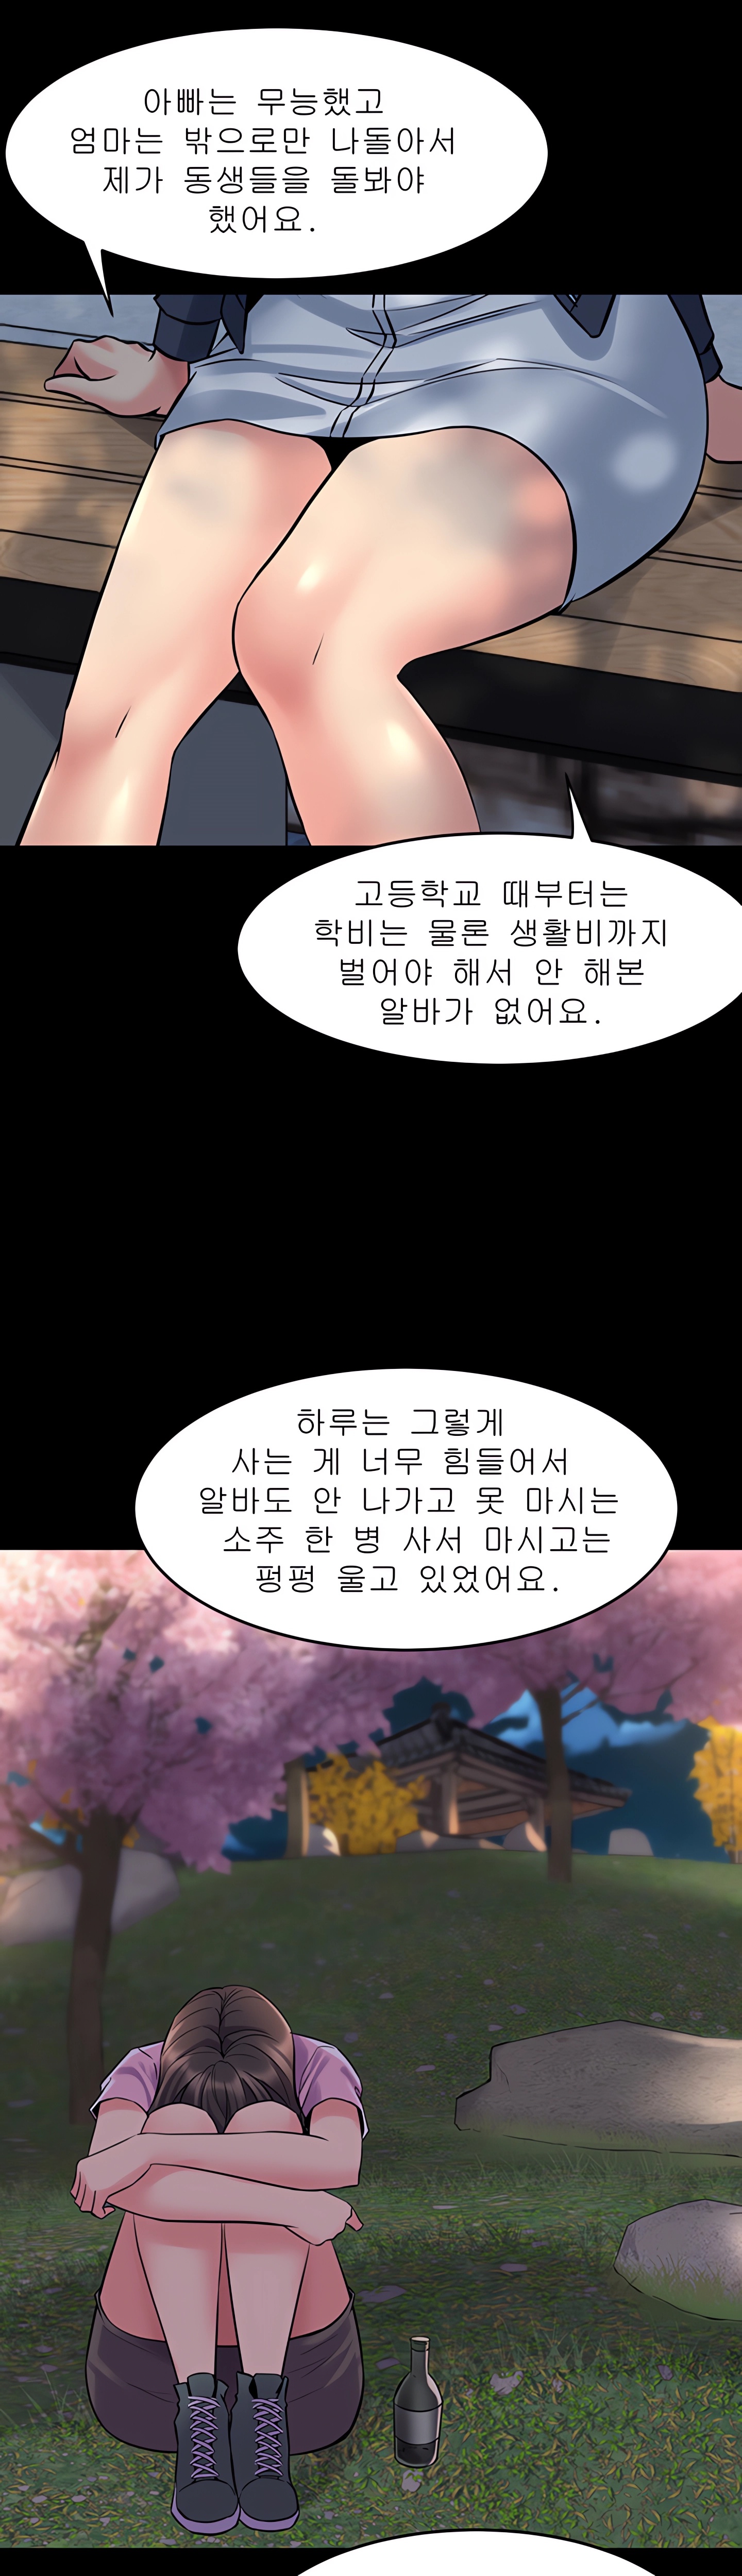 아빠는 무능했고
엄마는 밖으로만 나돌아서
제가 동생들을 돌봐야
했어요.
고등학교 때부터는
학비는 물론 생활비까지
벌어야 해서 안 해본
알바가 없어요.
하루는 그렇게
사는 게 너무 힘들어서
알바도 안 나가고 못 마시는
소주 한 병 사서 마시고는
펑펑 울고 있었어요.